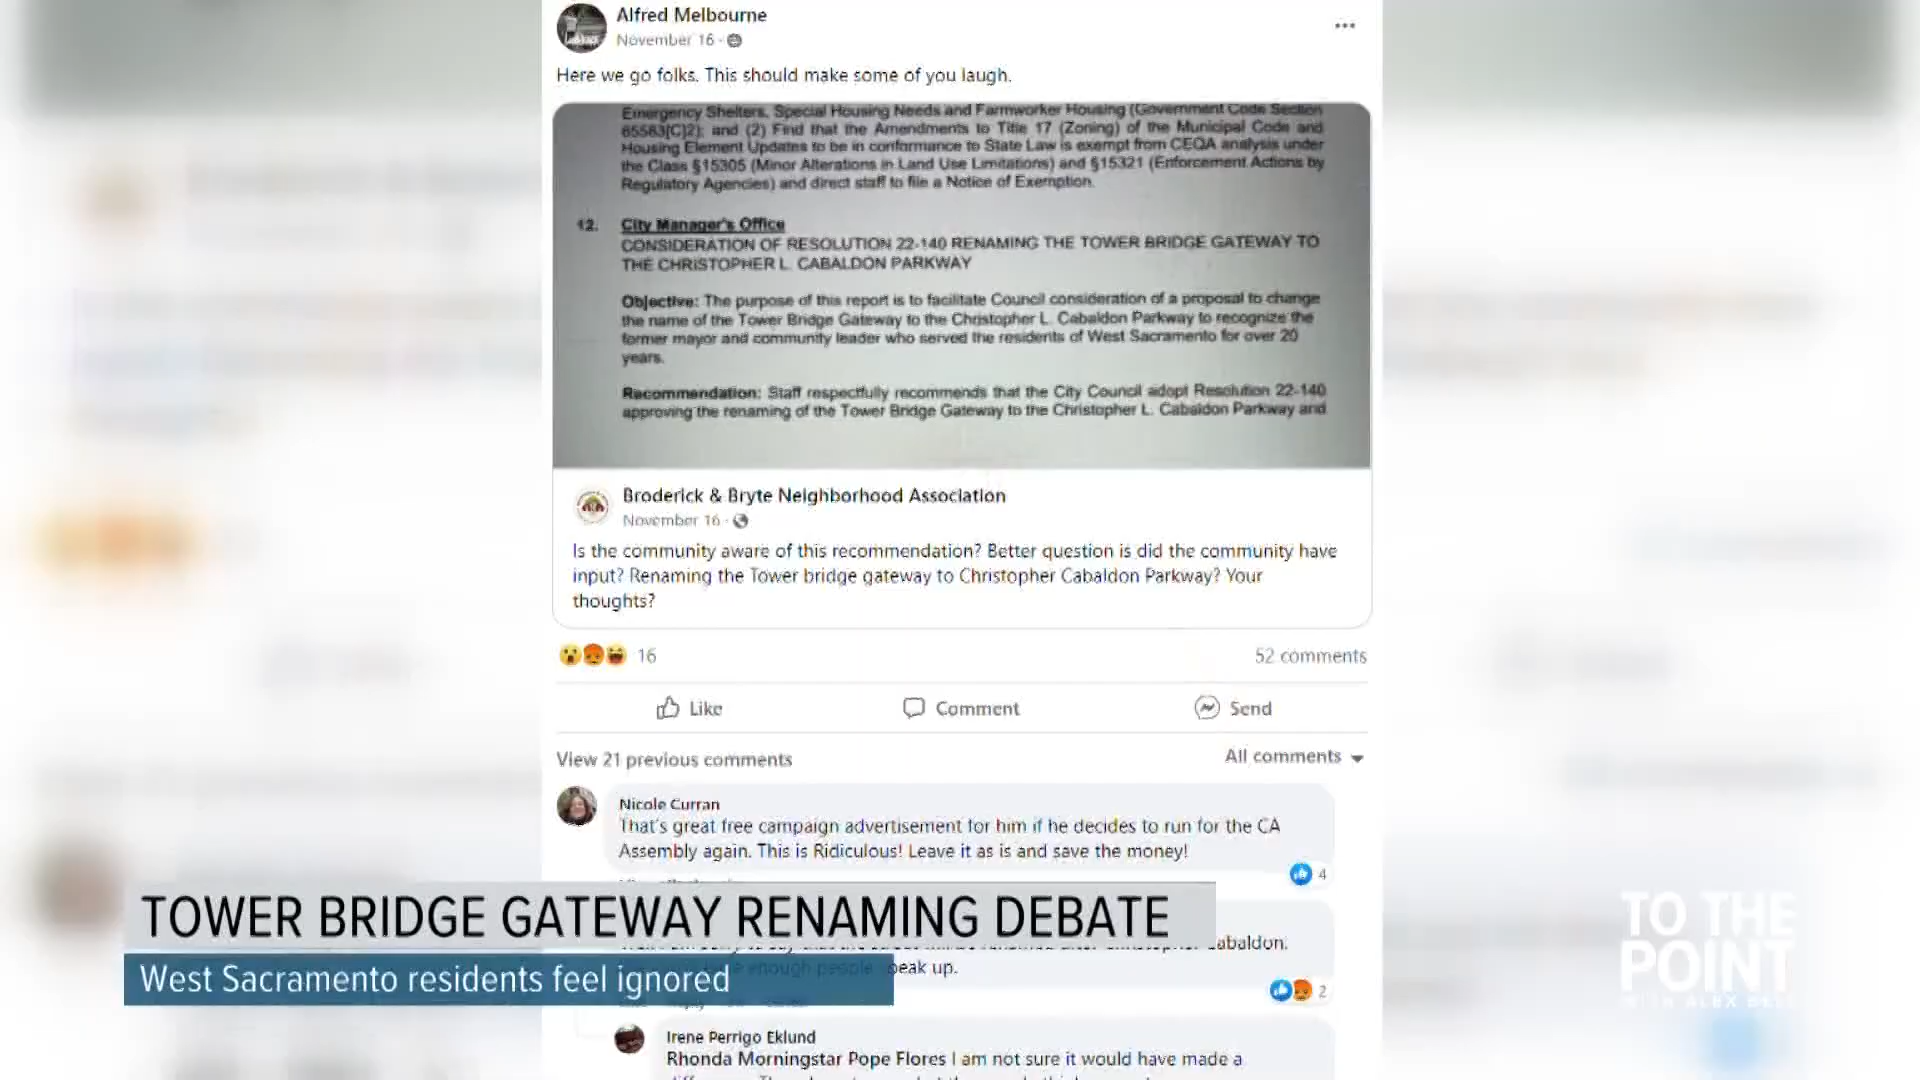 Alfred Melbourne
November 16 ·
Here we go folks. This should make some of you laugh.
Emergency Shelters, Special Housing Needs and Farmworker Housing (Government Code Section
65583[C]2); and (2) Find that the Amendments to Title 17 (Zoning) of the Municipal Code and
Housing Element Updates to be in conformance to State Law is exempt from CEQA analysis under
the Class §15305 (Minor Alterations in Land Use Limitations) and §15321 (Enforcement Actions by
Regulatory Agencies) and direct staff to file a Notice of Exemption.
12. City Manager's Office
CONSIDERATION OF RESOLUTION 22-140 RENAMING THE TOWER BRIDGE GATEWAY TO
THE CHRISTOPHER L. CABALDON PARKWAY
Objective: The purpose of this report is to facilitate Council consideration of a proposal to change
the name of the Tower Bridge Gateway to the Christopher L. Cabaldon Parkway to recognize the
former mayor and community leader who served the residents of West Sacramento for over 20
years.
Recommendation: Staff respectfully recommends that the City Council adopt Resolution 22-140
approving the renaming of the Tower Bridge Gateway to the Christopher L. Cabaldon Parkway and
Broderick & Bryte Neighborhood Association
November 16 ·
Is the community aware of this recommendation? Better question is did the community have
input? Renaming the Tower bridge gateway to Christopher Cabaldon Parkway? Your
thoughts?
16
52 comments
Like
Comment
Send
View 21 previous comments
All comments
Nicole Curran
That's great free campaign advertisement for him if he decides to run for the CA
Assembly again. This is Ridiculous! Leave it as is and save the money!
4
TOWER BRIDGE GATEWAY RENAMING DEBATE
abaldon.
enough people peak up.
West Sacramento residents feel ignored
2
TO THE
POINT
WITH ALEX BELL
Irene Perrigo Eklund
Rhonda Morningstar Pope Flores I am not sure it would have made a